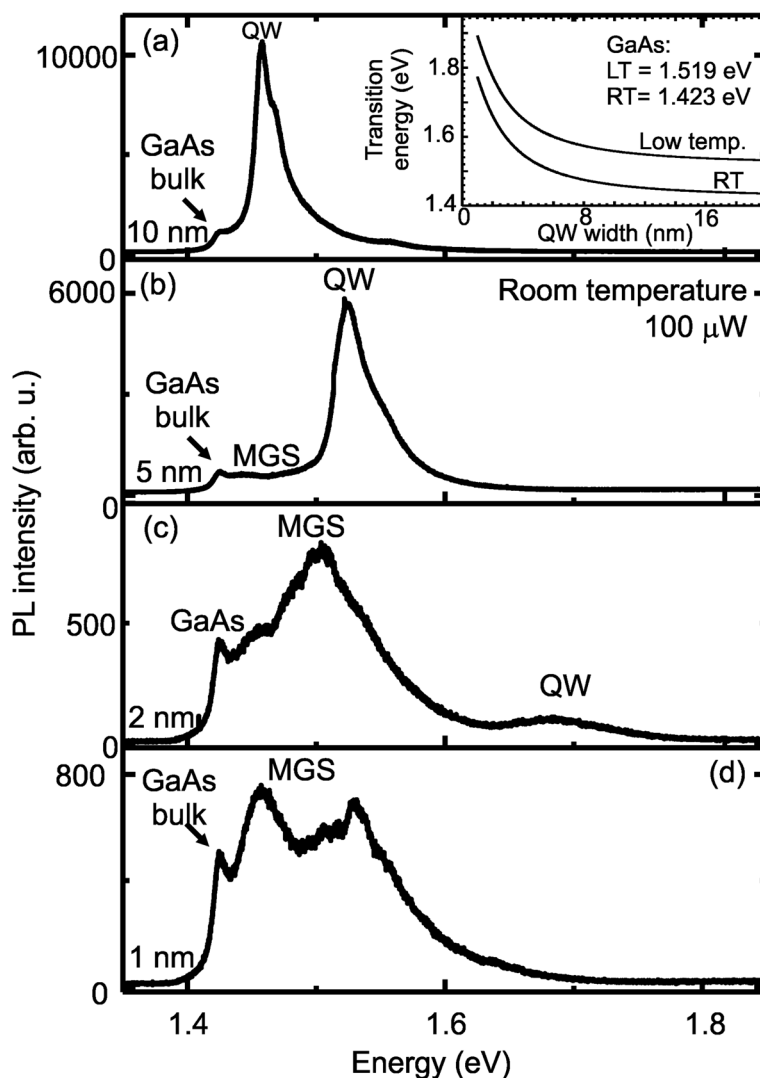 (a)
QW
10000
GaAs
bulk
10 nm
0
Transition
energy (eV)
1.8
1.6
1.4
GaAs:
LT = 1.519 eV
RT= 1.423 eV
Low temp.
RT
0
8
16
QW width (nm)
(b)
6000
QW
Room temperature
100 μW
GaAs
bulk
MGS
5 nm
0
(c)
MGS
500
GaAs
QW
2 nm
0
(d)
800
GaAs
bulk
MGS
1 nm
0
PL intensity (arb. u.)
1.4
1.6
1.8
Energy (eV)